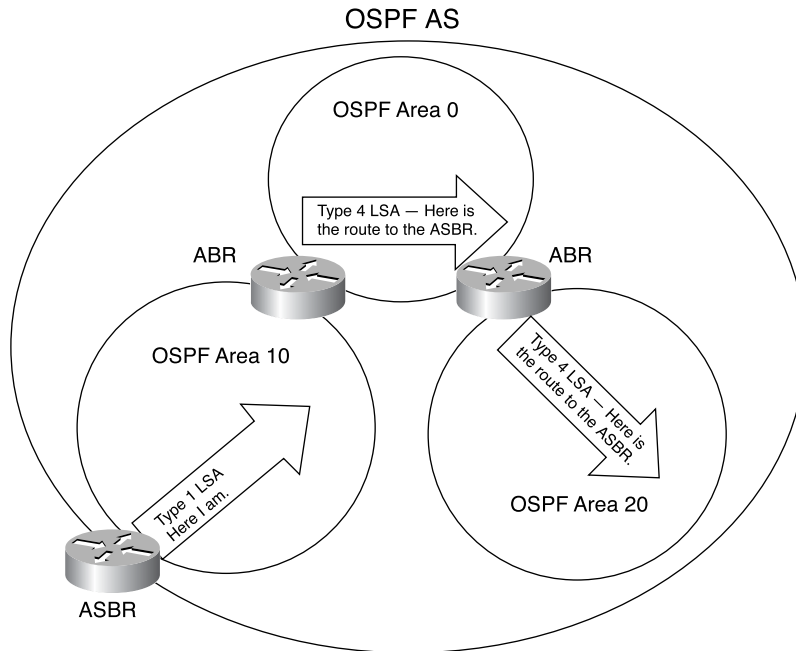 OSPF AS
OSPF Area 0
Type 4 LSA — Here is
the route to the ASBR.
ABR
ABR
OSPF Area 10
Type 4 LSA — Here is
the route to the ASBR.
Type 1 LSA
Here I am.
OSPF Area 20
ASBR